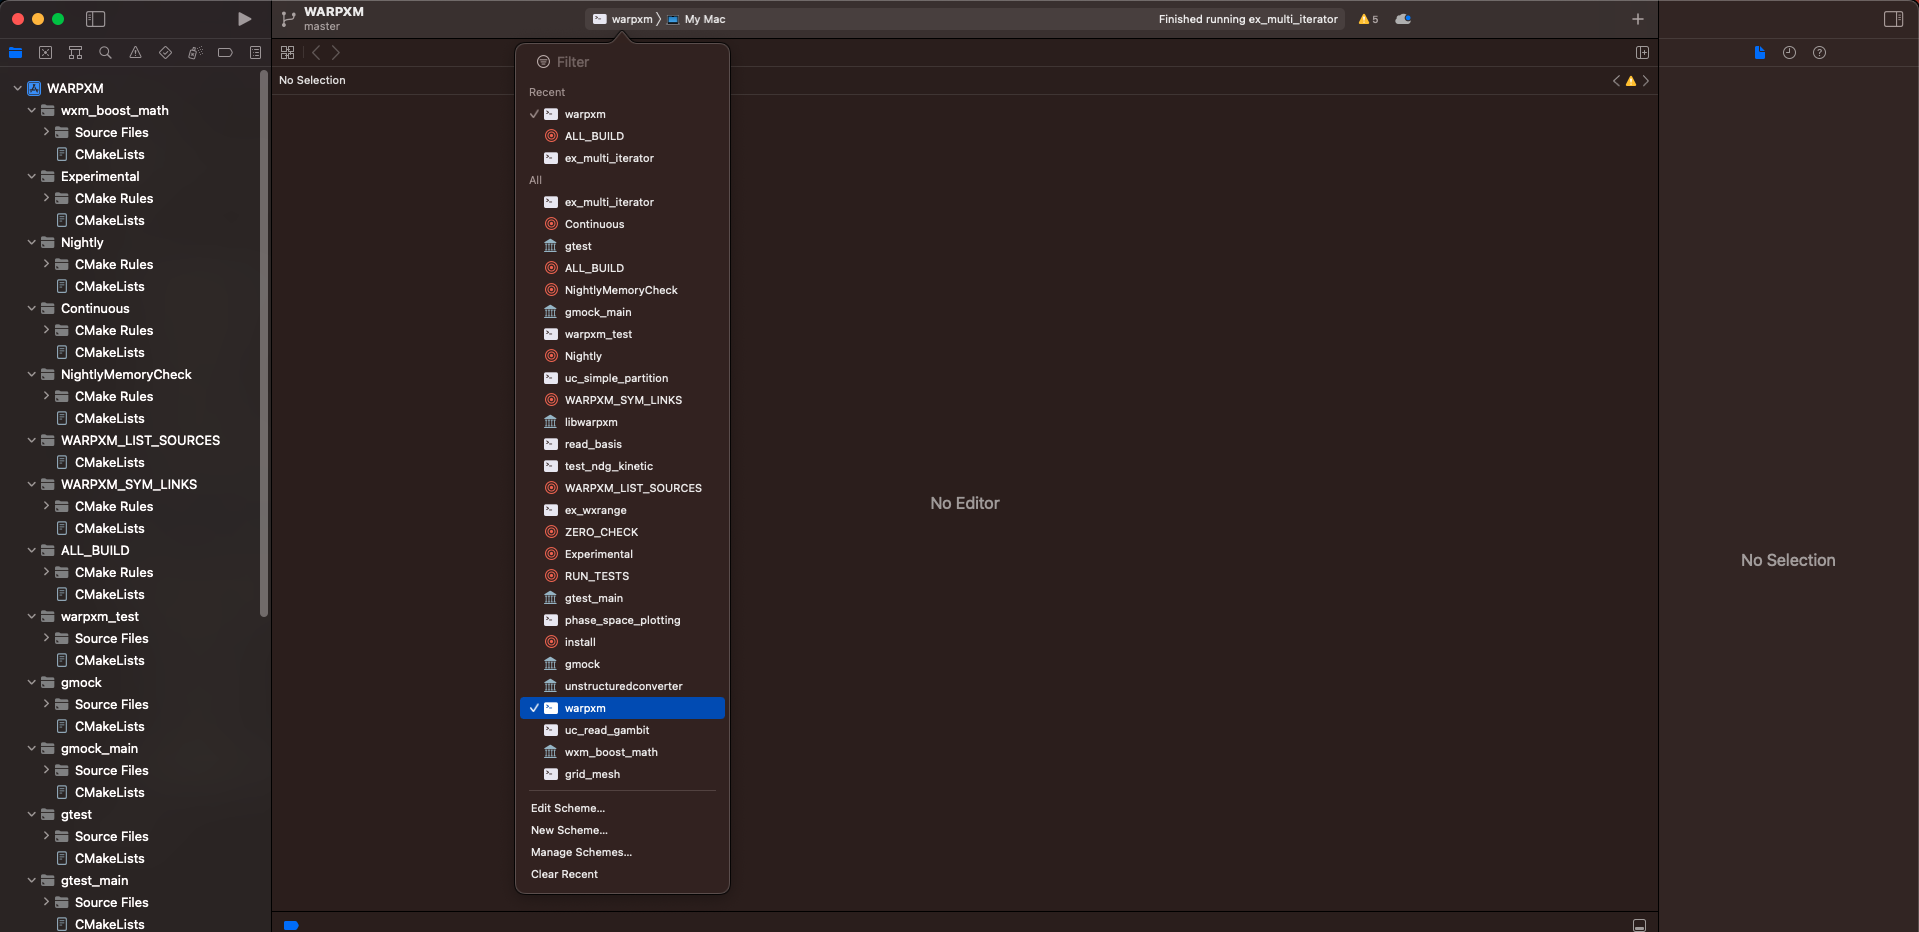 WARPXM
master
warpxm
My Mac
Finished running ex_multi_iterator
5
WARPXM
wxm_boost_math
Source Files
CMakeLists
Experimental
CMake Rules
CMakeLists
Nightly
CMake Rules
CMakeLists
Continuous
CMake Rules
CMakeLists
NightlyMemoryCheck
CMake Rules
CMakeLists
WARPXM_LIST_SOURCES
CMakeLists
WARPXM_SYM_LINKS
CMake Rules
CMakeLists
ALL_BUILD
CMake Rules
CMakeLists
warpxm_test
Source Files
CMakeLists
gmock
Source Files
CMakeLists
gmock_main
Source Files
CMakeLists
gtest
Source Files
CMakeLists
gtest_main
Source Files
CMakeLists
No Selection
Filter
Recent
warpxm
ALL_BUILD
ex_multi_iterator
All
ex_multi_iterator
Continuous
gtest
ALL_BUILD
NightlyMemoryCheck
gmock_main
warpxm_test
Nightly
uc_simple_partition
WARPXM_SYM_LINKS
libwarpxm
read_basis
test_ndg_kinetic
WARPXM_LIST_SOURCES
ex_wxrange
ZERO_CHECK
Experimental
RUN_TESTS
gtest_main
phase_space_plotting
install
gmock
unstructuredconverter
warpxm
uc_read_gambit
wxm_boost_math
grid_mesh
Edit Scheme...
New Scheme...
Manage Schemes...
Clear Recent
No Editor
No Selection